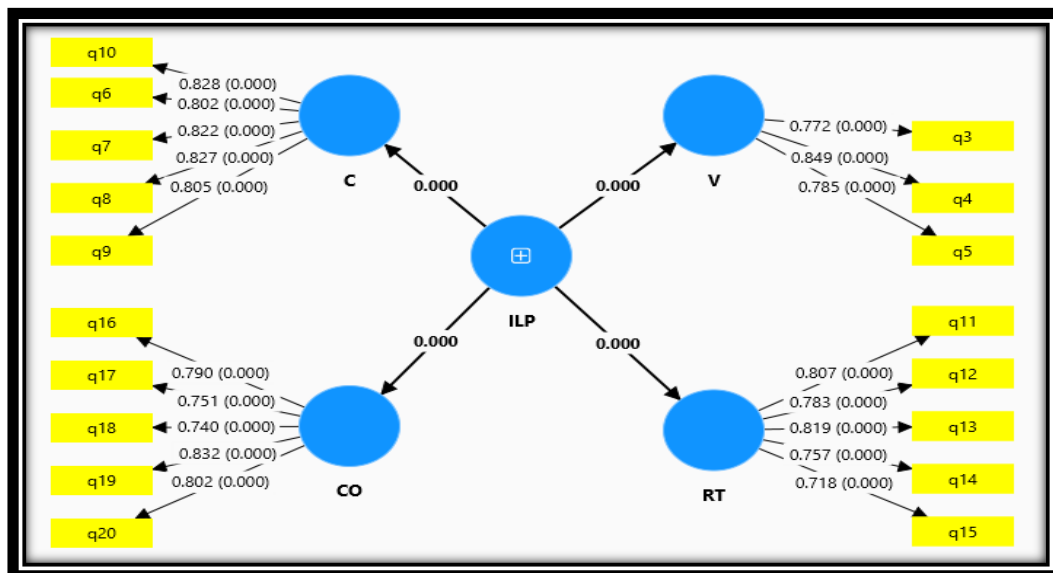 q10
q6
q7
q8
q9
0.828 (0.000)
0.802 (0.000)
0.822 (0.000)
0.827 (0.000)
0.805 (0.000)
C
0.000
V
0.000
0.772 (0.000)
0.849 (0.000)
0.785 (0.000)
q3
q4
q5
ILP
q16
q17
q18
q19
q20
0.790 (0.000)
0.751 (0.000)
0.740 (0.000)
0.832 (0.000)
0.802 (0.000)
CO
0.000
0.000
RT
0.807 (0.000)
0.783 (0.000)
0.819 (0.000)
0.757 (0.000)
0.718 (0.000)
q11
q12
q13
q14
q15